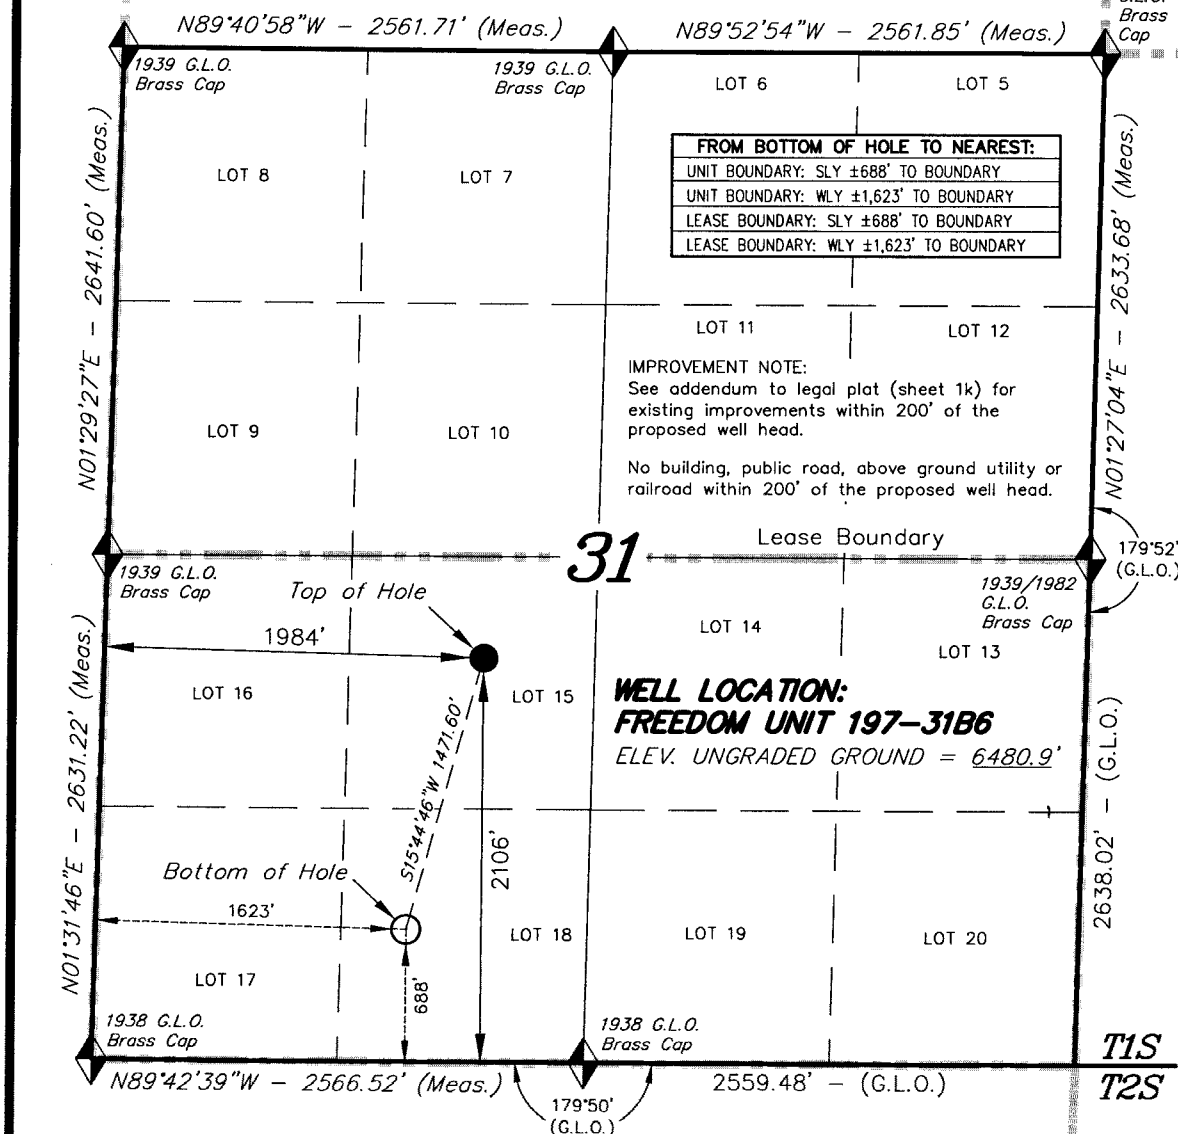 N89°40'58"W - 2561.71' (Meas.)
N89°52'54"W - 2561.85' (Meas.)
Brass
Cap
1939 G.L.O.
Brass Cap
1939 G.L.O.
Brass Cap
LOT 6
LOT 5
FROM BOTTOM OF HOLE TO NEAREST:
UNIT BOUNDARY: SLY ±688' TO BOUNDARY
UNIT BOUNDARY: WLY ±1,623' TO BOUNDARY
LEASE BOUNDARY: SLY ±688' TO BOUNDARY
LEASE BOUNDARY: WLY ±1,623' TO BOUNDARY
LOT 8
LOT 7
N01°29'27"E - 2641.60' (Meas.)
N01°27'04"E - 2633.68' (Meas.)
LOT 11
LOT 12
IMPROVEMENT NOTE:
See addendum to legal plat (sheet 1k) for
existing improvements within 200' of the
proposed well head.
No building, public road, above ground utility or
railroad within 200' of the proposed well head.
LOT 9
LOT 10
31
Lease Boundary
179°52'
(G.L.O.)
1939 G.L.O.
Brass Cap
1939/1982
G.L.O.
Brass Cap
Top of Hole
1984'
LOT 14
LOT 13
LOT 16
LOT 15
WELL LOCATION:
FREEDOM UNIT 197-31B6
ELEV. UNGRADED GROUND = 6480.9'
N01°31'46"E - 2631.22' (Meas.)
S15°44'46"W 1471.60'
2106'
2638.02' - (G.L.O.)
Bottom of Hole
1623'
688'
LOT 18
LOT 19
LOT 20
LOT 17
1938 G.L.O.
Brass Cap
1938 G.L.O.
Brass Cap
T1S
T2S
N89°42'39"W - 2566.52' (Meas.)
2559.48' - (G.L.O.)
179°50'
(G.L.O.)